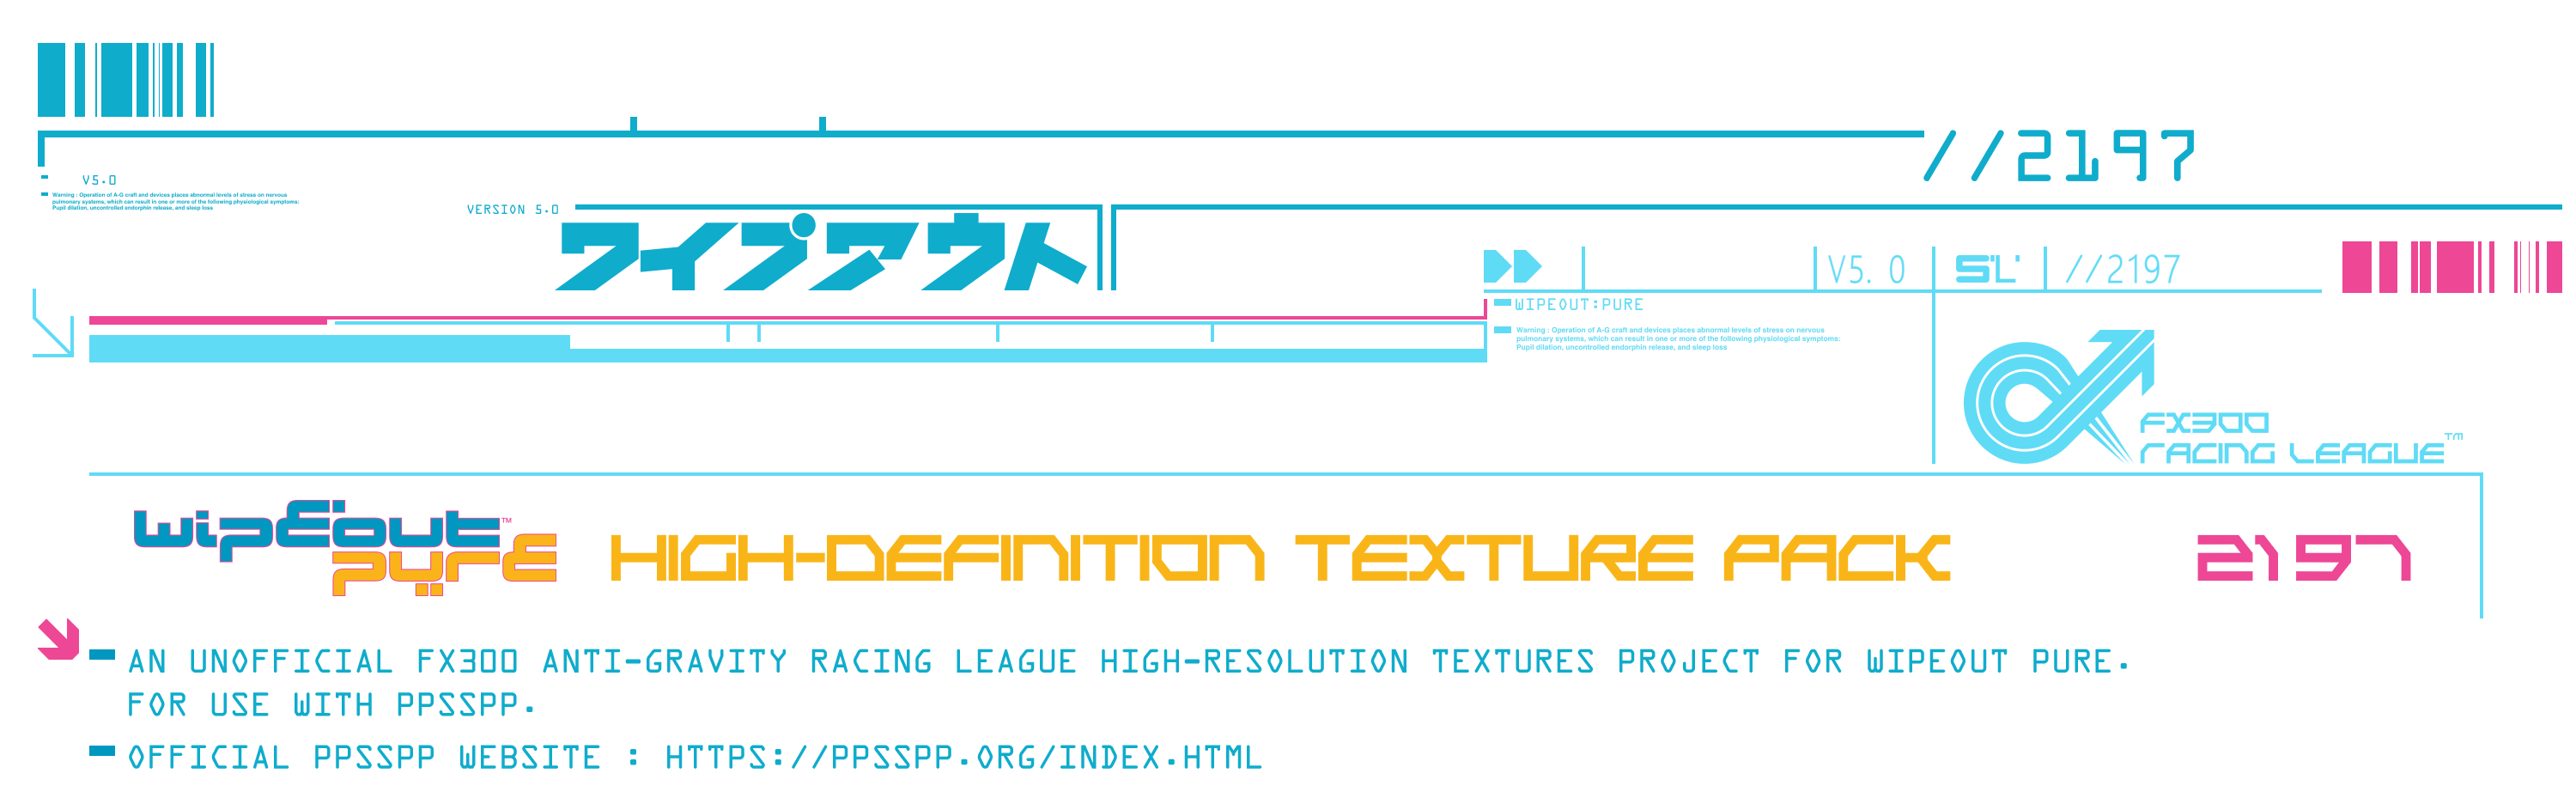 //2197
V5.0
Warning : Operation of A-G craft and devices places abnormal levels of stress on nervous
pulmonary systems, which can result in one or more of the following physiological symptoms:
Pupil dilation, uncontrolled endorphin release, and sleep loss
VERSION 5.0
ワイプアウト
V5. 0
SL
//2197
WIPEOUT:PURE
Warning : Operation of A-G craft and devices places abnormal levels of stress on nervous
pulmonary systems, which can result in one or more of the following physiological symptoms:
Pupil dilation, uncontrolled endorphin release, and sleep loss
FX300
RACING LEAGUE™
wipEout™
pure
HIGH-DEFINITION TEXTURE PACK
2197
AN UNOFFICIAL FX300 ANTI-GRAVITY RACING LEAGUE HIGH-RESOLUTION TEXTURES PROJECT FOR WIPEOUT PURE.
FOR USE WITH PPSSPP.
OFFICIAL PPSSPP WEBSITE : HTTPS://PPSSPP.ORG/INDEX.HTML